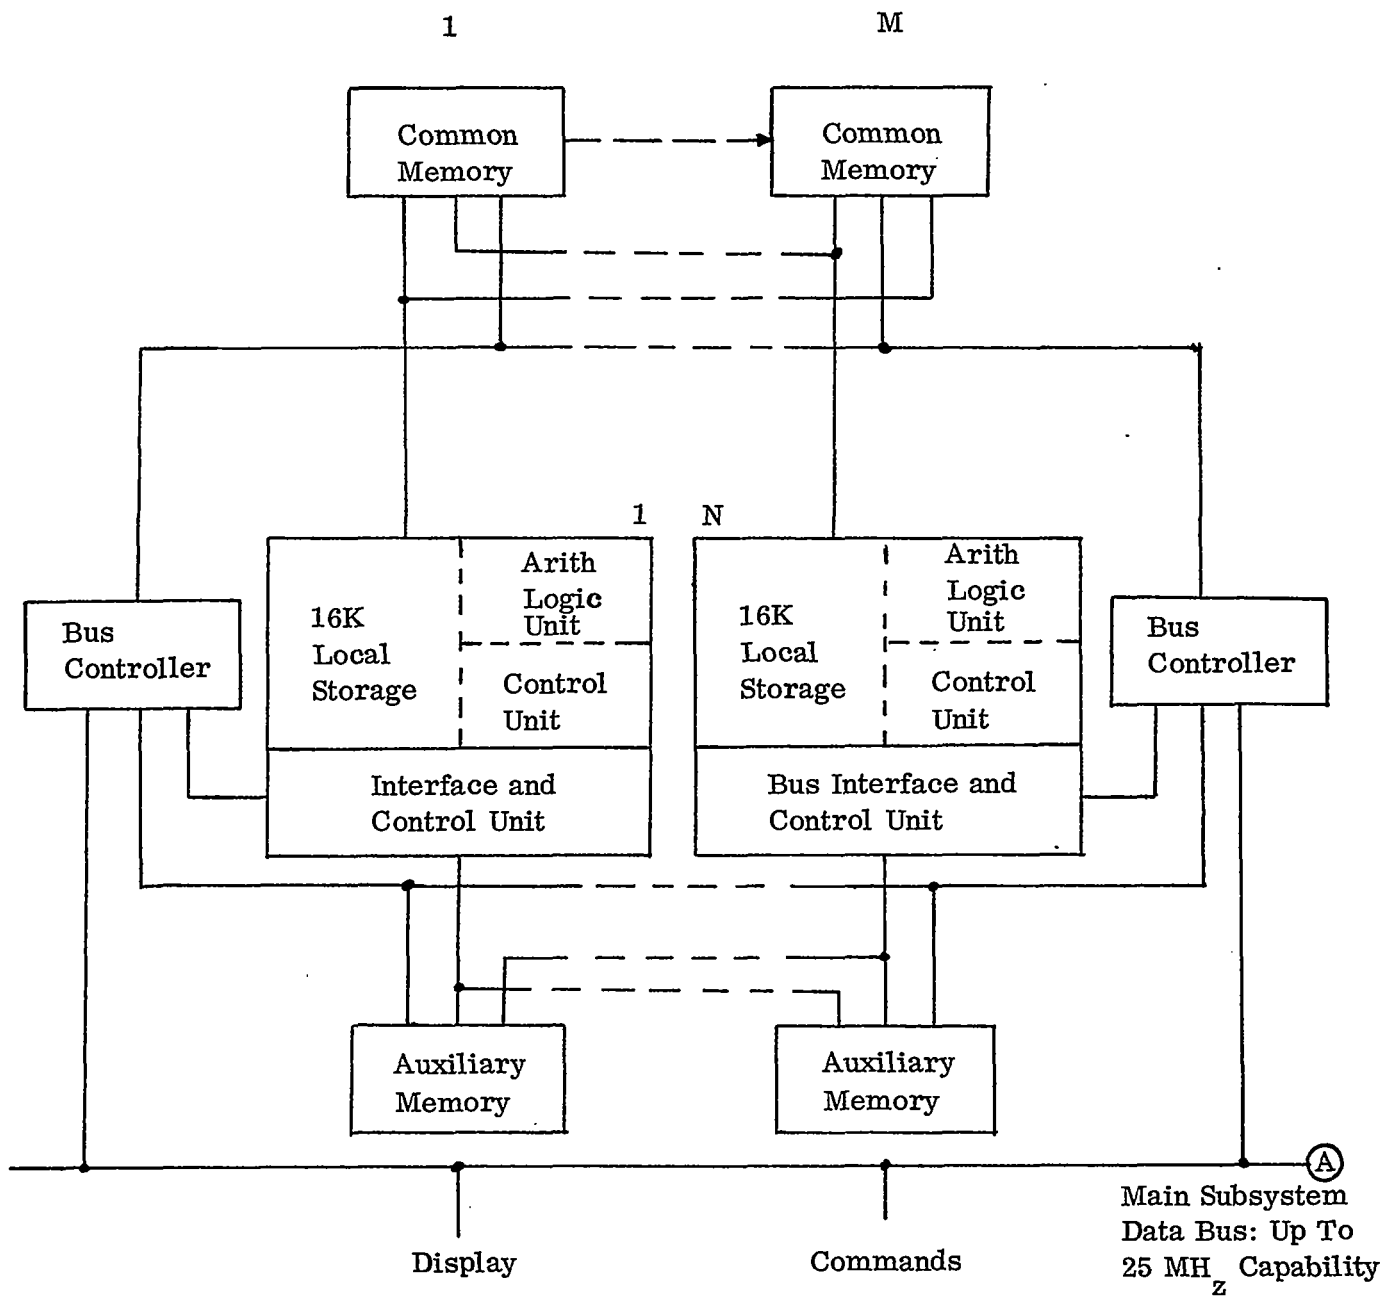 1
M
Common
Memory
Common
Memory
1
N
16K
Local
Storage
Arith
Logic
Unit
Control
Unit
Interface and
Control Unit
16K
Local
Storage
Arith
Logic
Unit
Control
Unit
Bus Interface and
Control Unit
Bus
Controller
Bus
Controller
Auxiliary
Memory
Auxiliary
Memory
A
Display
Commands
Main Subsystem
Data Bus: Up To
25 MHz Capability